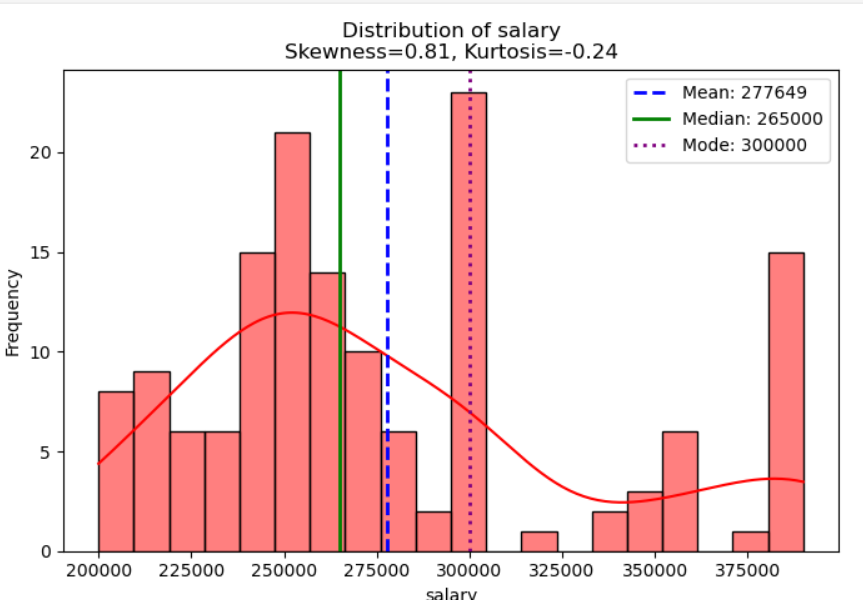 Distribution of salary
Skewness=0.81, Kurtosis=-0.24
Mean: 277649
Median: 265000
Mode: 300000
Frequency
20
15
10
5
0
200000 225000 250000 275000 300000 325000 350000 375000
salary